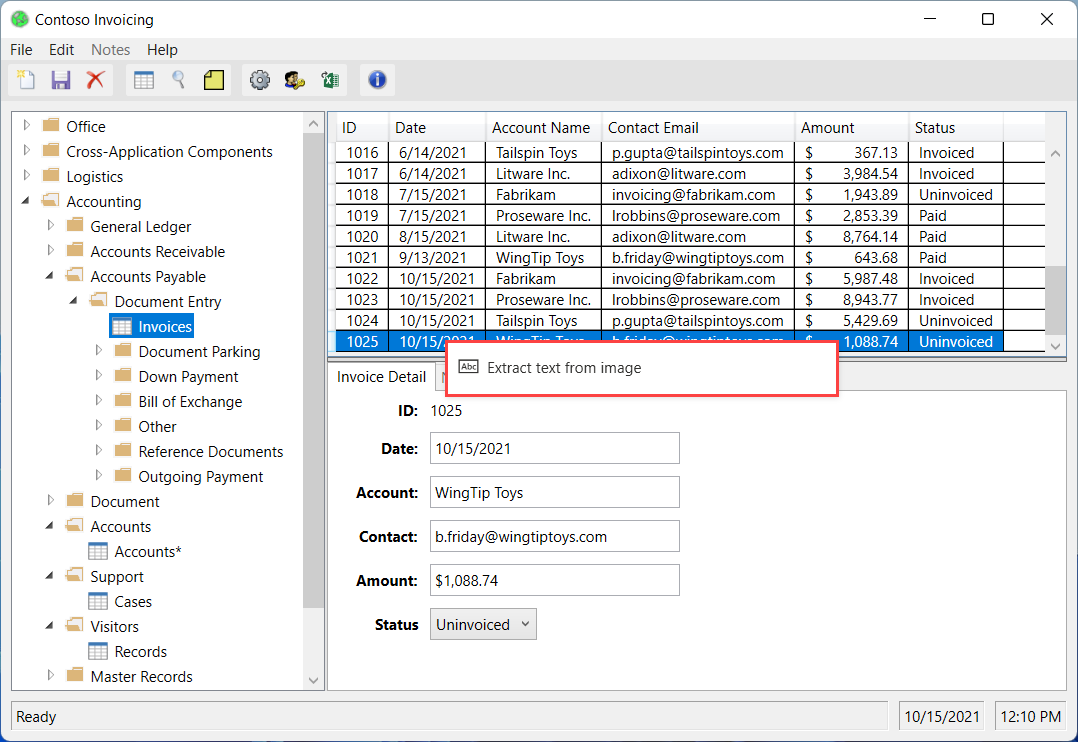 Contoso Invoicing
File Edit Notes Help
Office
Cross-Application Components
Logistics
Accounting
General Ledger
Accounts Receivable
Accounts Payable
Document Entry
Invoices
Document Parking
Down Payment
Bill of Exchange
Other
Reference Documents
Outgoing Payment
Document
Accounts
Accounts*
Support
Cases
Visitors
Records
Master Records
ID Date Account Name Contact Email Amount Status
1016 6/14/2021 Tailspin Toys p.gupta@tailspintoys.com $ 367.13 Invoiced
1017 6/14/2021 Litware Inc. adixon@litware.com $ 3,984.54 Invoiced
1018 7/15/2021 Fabrikam invoicing@fabrikam.com $ 1,943.89 Uninvoiced
1019 7/15/2021 Proseware Inc. lrobbins@proseware.com $ 2,853.39 Paid
1020 8/15/2021 Litware Inc. adixon@litware.com $ 8,764.14 Paid
1021 9/13/2021 WingTip Toys b.friday@wingtiptoys.com $ 643.68 Paid
1022 10/15/2021 Fabrikam invoicing@fabrikam.com $ 5,987.48 Invoiced
1023 10/15/2021 Proseware Inc. lrobbins@proseware.com $ 8,943.77 Invoiced
1024 10/15/2021 Tailspin Toys p.gupta@tailspintoys.com $ 5,429.69 Uninvoiced
1025 10/15/2021 WingTip Toys b.friday@wingtiptoys.com $ 1,088.74 Uninvoiced
Abc Extract text from image
Invoice Detail
ID: 1025
Date: 10/15/2021
Account: WingTip Toys
Contact: b.friday@wingtiptoys.com
Amount: $1,088.74
Status Uninvoiced
Ready 10/15/2021 12:10 PM